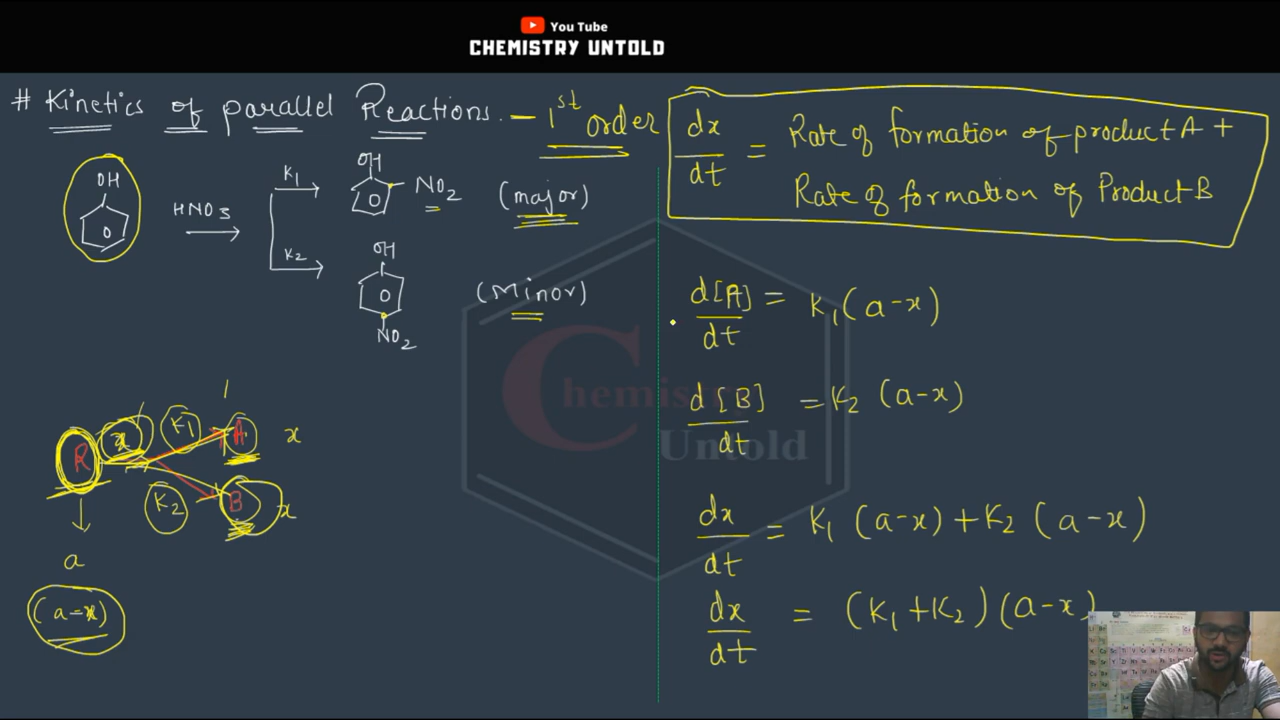 You Tube
CHEMISTRY UNTOLD
# Kinetics of parallel Reactions. — 1st order
OH
HNO3
K1
OH
NO2
(major)
K2
OH
NO2
(Minor)
R
x
K1
A
x
K2
B
x
a
(a-x)
dx/dt = Rate of formation of product A +
Rate of formation of Product B
d[A]/dt = K1(a-x)
d[B]/dt = K2 (a-x)
dx/dt = K1 (a-x) + K2 (a-x)
dx/dt = (K1+K2) (a-x)
Chemistry
Untold